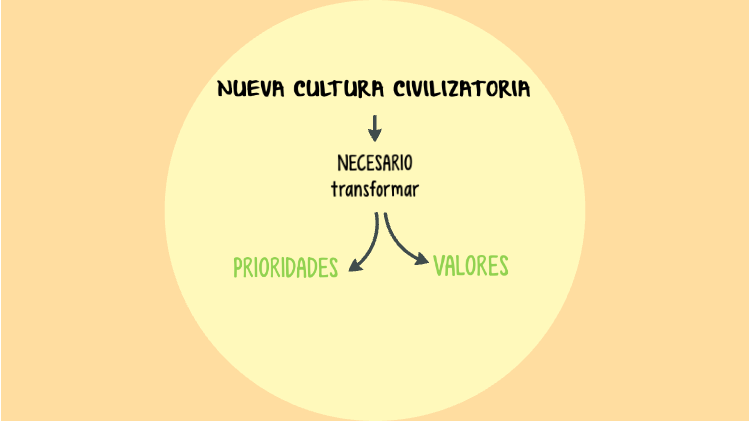 NUEVA CULTURA CIVILIZATORIA
NECESARIO
transformar
PRIORIDADES
VALORES